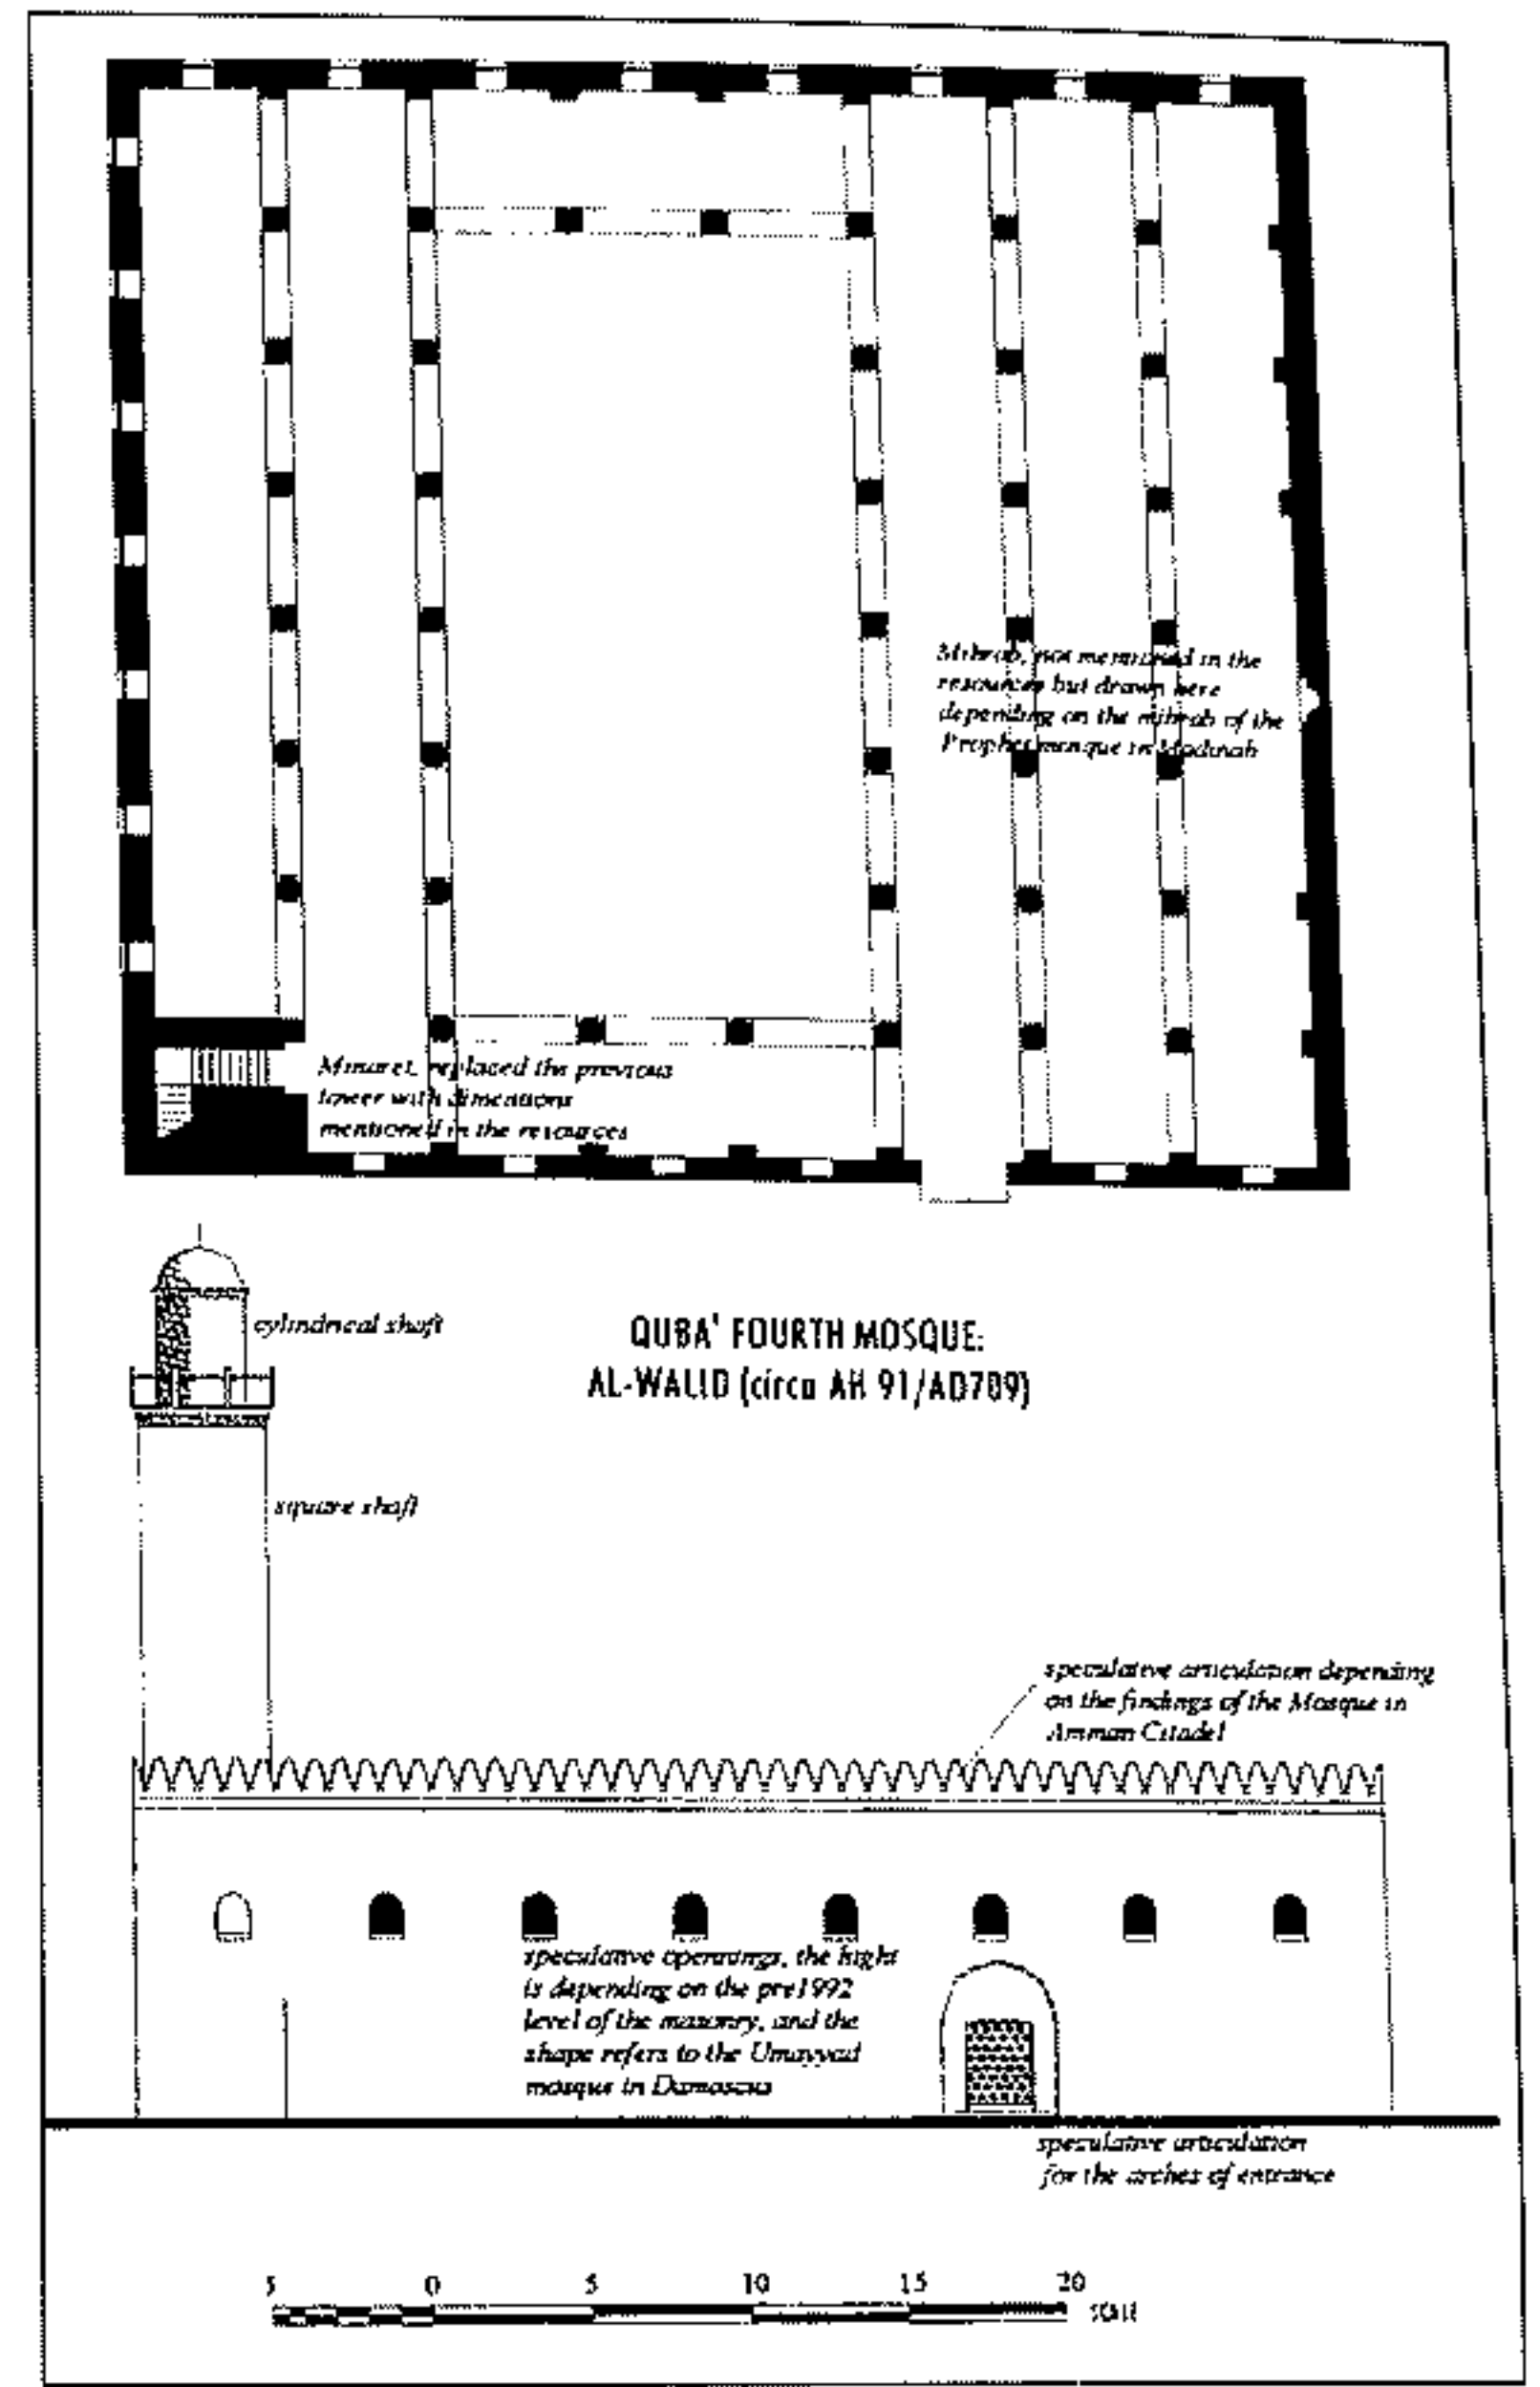 Mihrab, not mentioned in the
resources but drawn here
depending on the mihrab of the
Prophet mosque in Madinah
Minaret, replaced the previous
tower with dimentions
mentioned in the resources
cylindrical shaft
QUBA' FOURTH MOSQUE:
AL-WALID (circa AH 91/AD709)
square shaft
speculative articulation depending
on the findings of the Mosque in
Amman Citadel
speculative openings, the hight
is depending on the pre1992
level of the masonry, and the
shape refers to the Umayyad
mosque in Damascus
speculative articulation
for the arches of entrance
5 0 5 10 15 20
SCALE